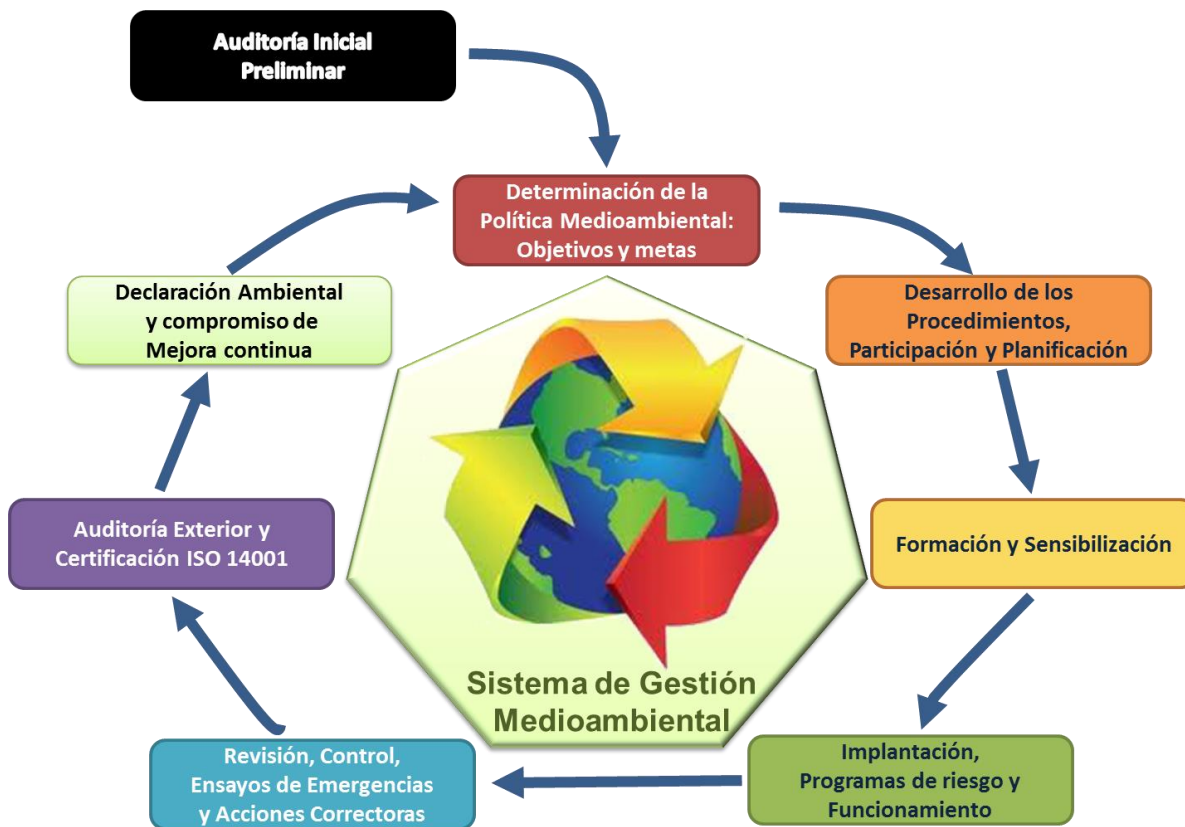 Auditoría Inicial
Preliminar
Determinación de la
Política Medioambiental:
Objetivos y metas
Desarrollo de los
Procedimientos,
Participación y Planificación
Formación y Sensibilización
Implantación,
Programas de riesgo y
Funcionamiento
Revisión, Control,
Ensayos de Emergencias
y Acciones Correctoras
Auditoría Exterior y
Certificación ISO 14001
Declaración Ambiental
y compromiso de
Mejora continua
Sistema de Gestión
Medioambiental